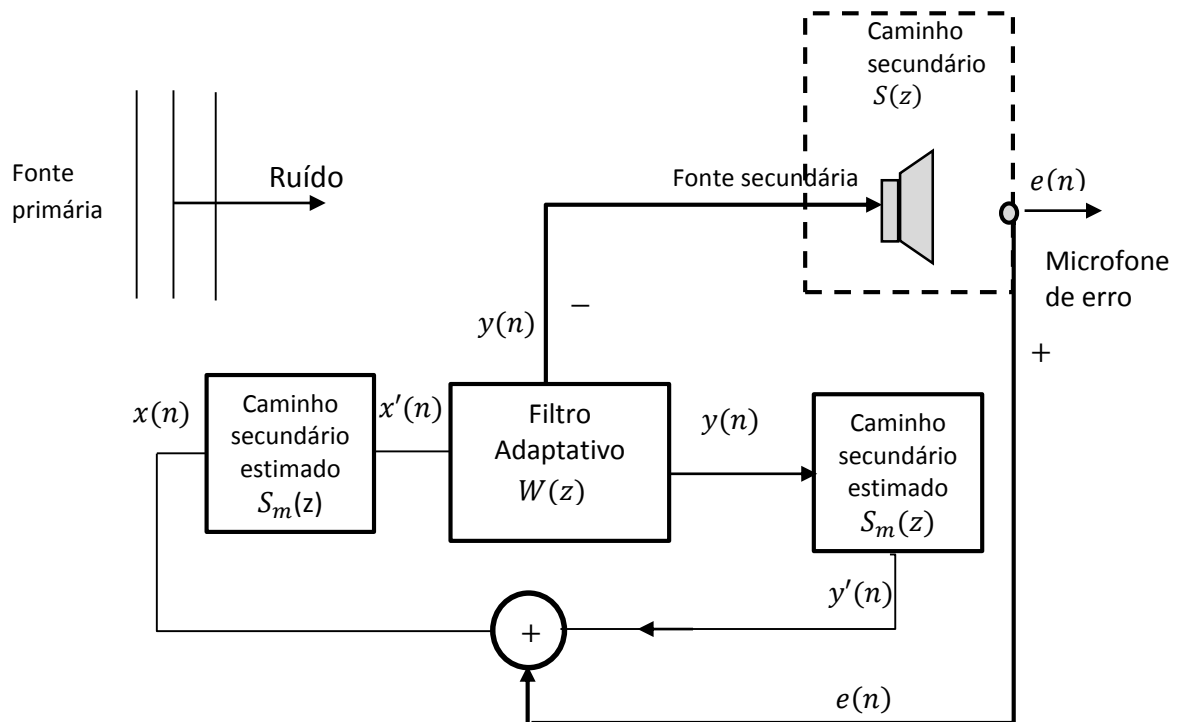 Caminho
secundário
S(z)
Fonte
primária
Ruído
Fonte secundária
e(n)
Microfone
de erro
−
y(n)
+
x(n)
Caminho
secundário
estimado
S_m(z)
x'(n)
Filtro
Adaptativo
W(z)
y(n)
Caminho
secundário
estimado
S_m(z)
y'(n)
+
e(n)